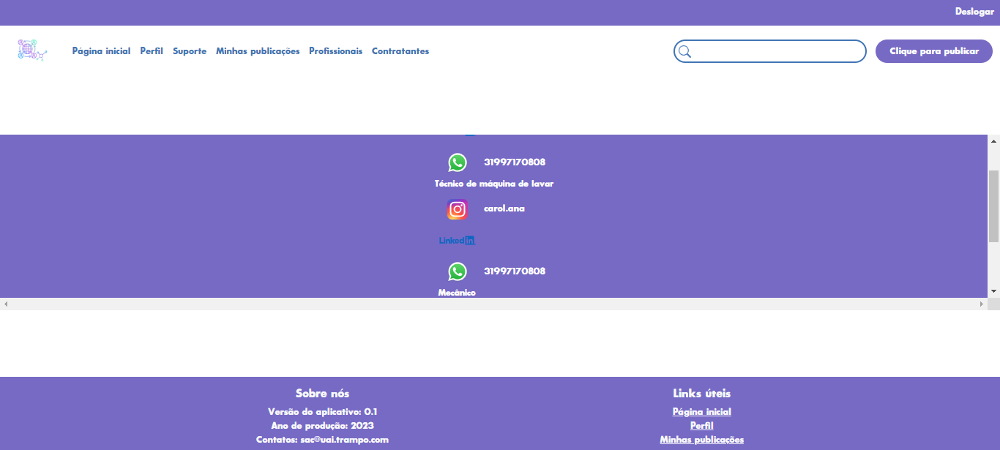 Deslogar
Página inicial Perfil Suporte Minhas publicações Profissionais Contratantes Clique para publicar
31997170808
Técnico de máquina de lavar
carol.ana
Linked in
31997170808
Mecânico
Sobre nós
Versão do aplicativo: 0.1
Ano de produção: 2023
Contatos: sac@uai.trampo.com
Links úteis
Página inicial
Perfil
Minhas publicações